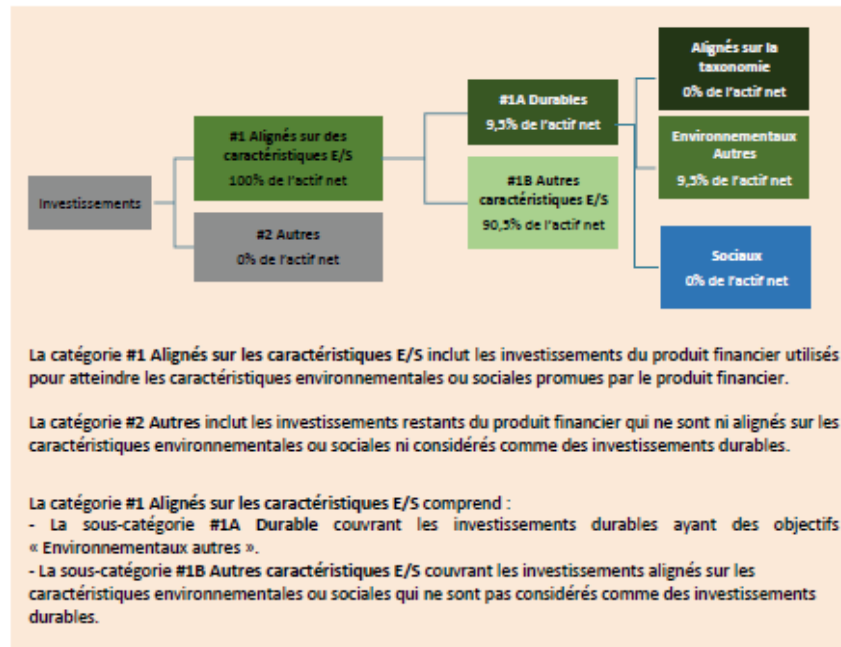 Alignés sur la
taxonomie
0% de l'actif net
#1A Durables
9,5% de l'actif net
#1 Alignés sur des
caractéristiques E/S
100% de l'actif net
Environnementaux
Autres
9,5% de l'actif net
Investissements
#1B Autres
caractéristiques E/S
90,5% de l'actif net
#2 Autres
0% de l'actif net
Sociaux
0% de l'actif net
La catégorie #1 Alignés sur les caractéristiques E/S inclut les investissements du produit financier utilisés
pour atteindre les caractéristiques environnementales ou sociales promues par le produit financier.
La catégorie #2 Autres inclut les investissements restants du produit financier qui ne sont ni alignés sur les
caractéristiques environnementales ou sociales ni considérés comme des investissements durables.
La catégorie #1 Alignés sur les caractéristiques E/S comprend :
- La sous-catégorie #1A Durable couvrant les investissements durables ayant des objectifs
« Environnementaux autres ».
- La sous-catégorie #1B Autres caractéristiques E/S couvrant les investissements alignés sur les
caractéristiques environnementales ou sociales qui ne sont pas considérés comme des investissements
durables.